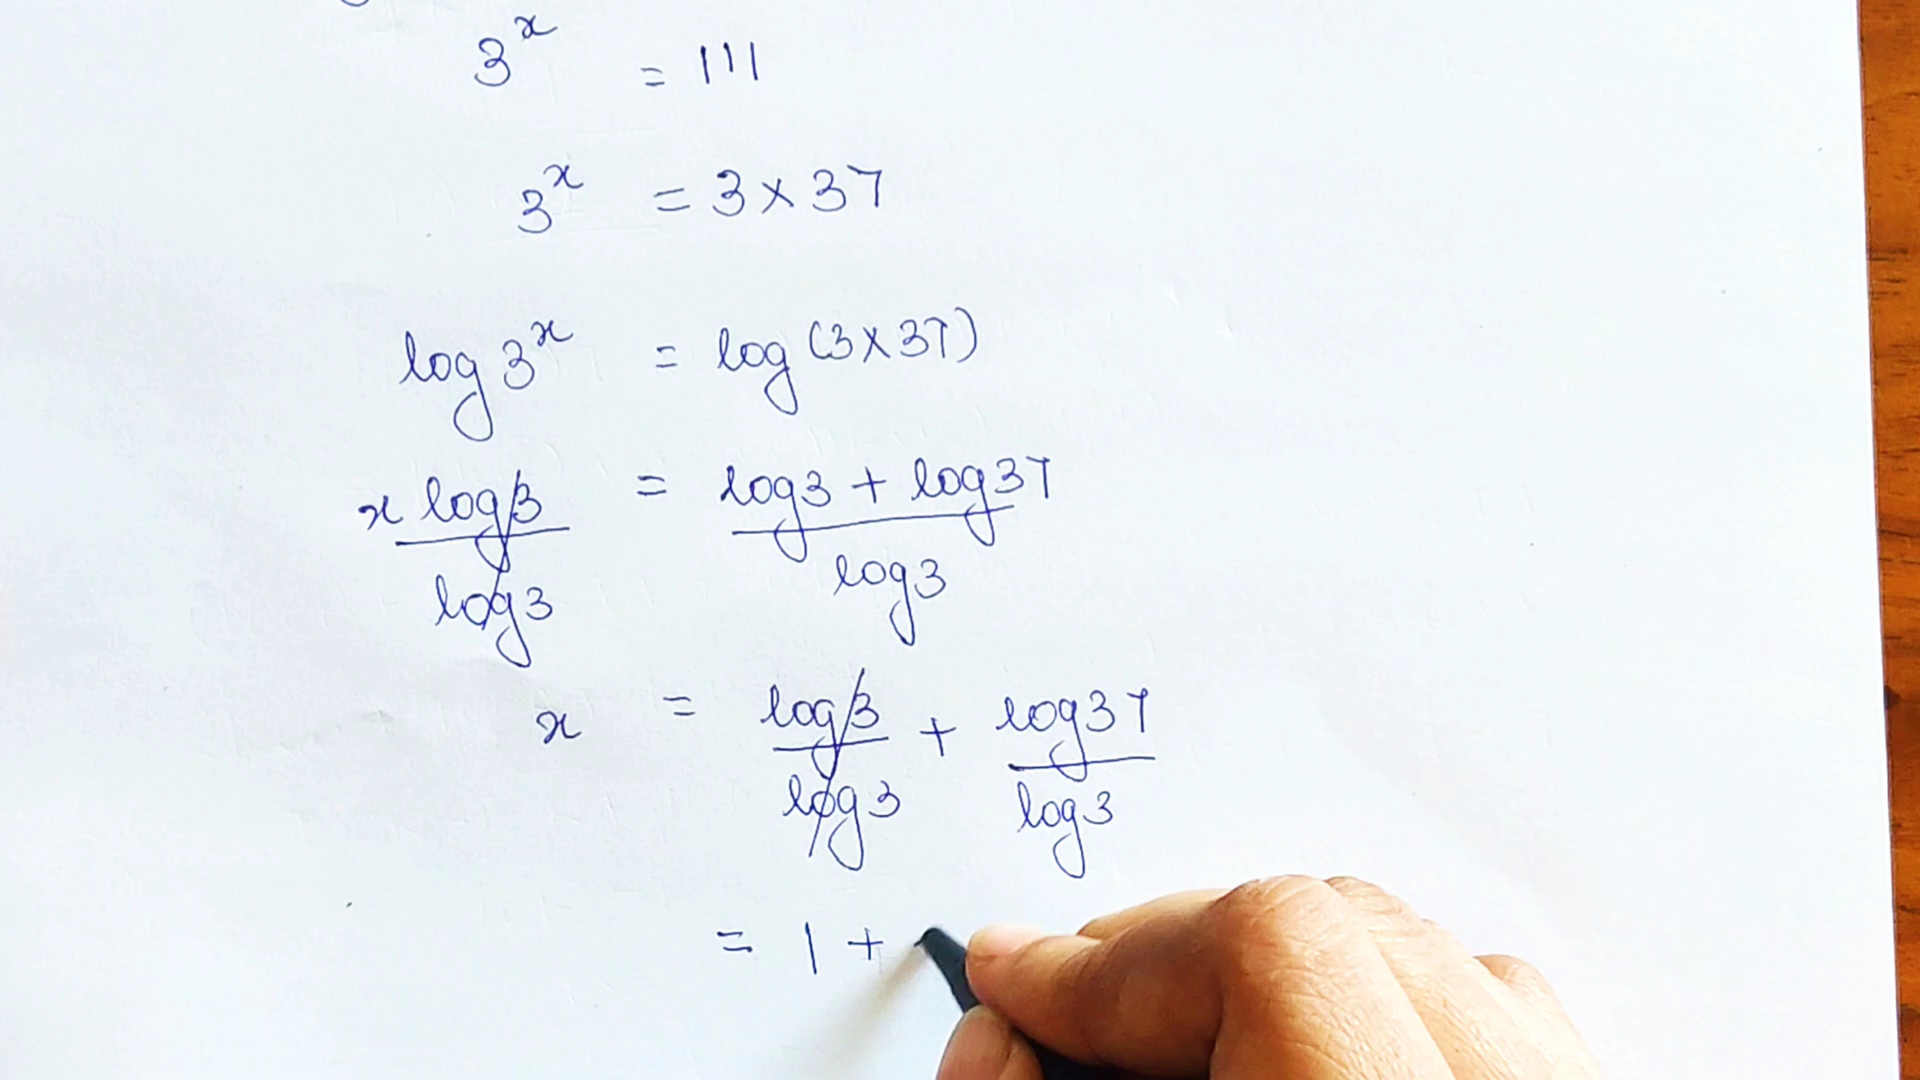 3^x = 111
3^x = 3 × 37
log 3^x = log (3 × 37)
x log 3 / log 3 = log 3 + log 37 / log 3
x = log 3 / log 3 + log 37 / log 3
= 1 +